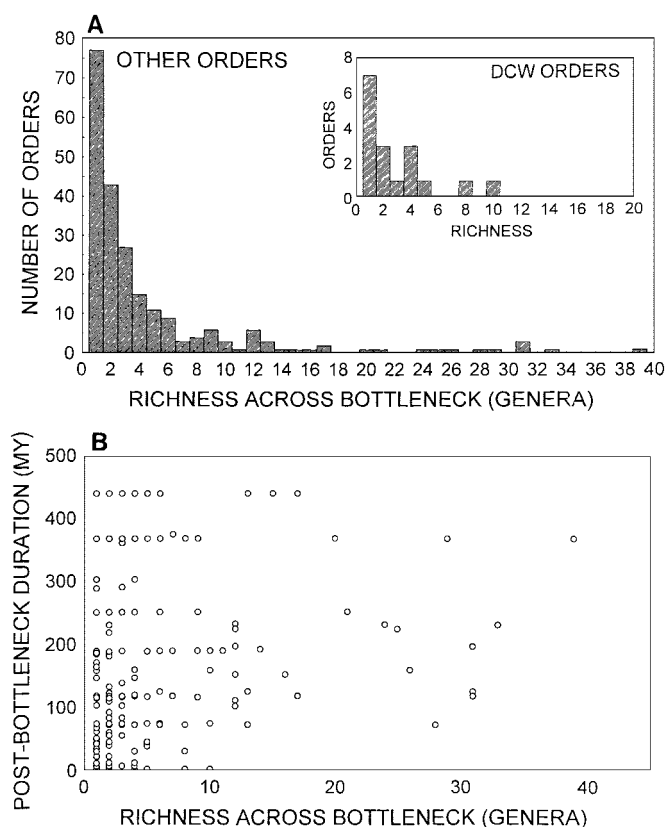 A
OTHER ORDERS
NUMBER OF ORDERS
80
70
60
50
40
30
20
10
0
0 2 4 6 8 10 12 14 16 18 20 22 24 26 28 30 32 34 36 38 40
RICHNESS ACROSS BOTTLENECK (GENERA)
DCW ORDERS
ORDERS
8
6
4
2
0
0 2 4 6 8 10 12 14 16 18 20
RICHNESS
B
POST-BOTTLENECK DURATION (MY)
500
400
300
200
100
0
0 10 20 30 40
RICHNESS ACROSS BOTTLENECK (GENERA)